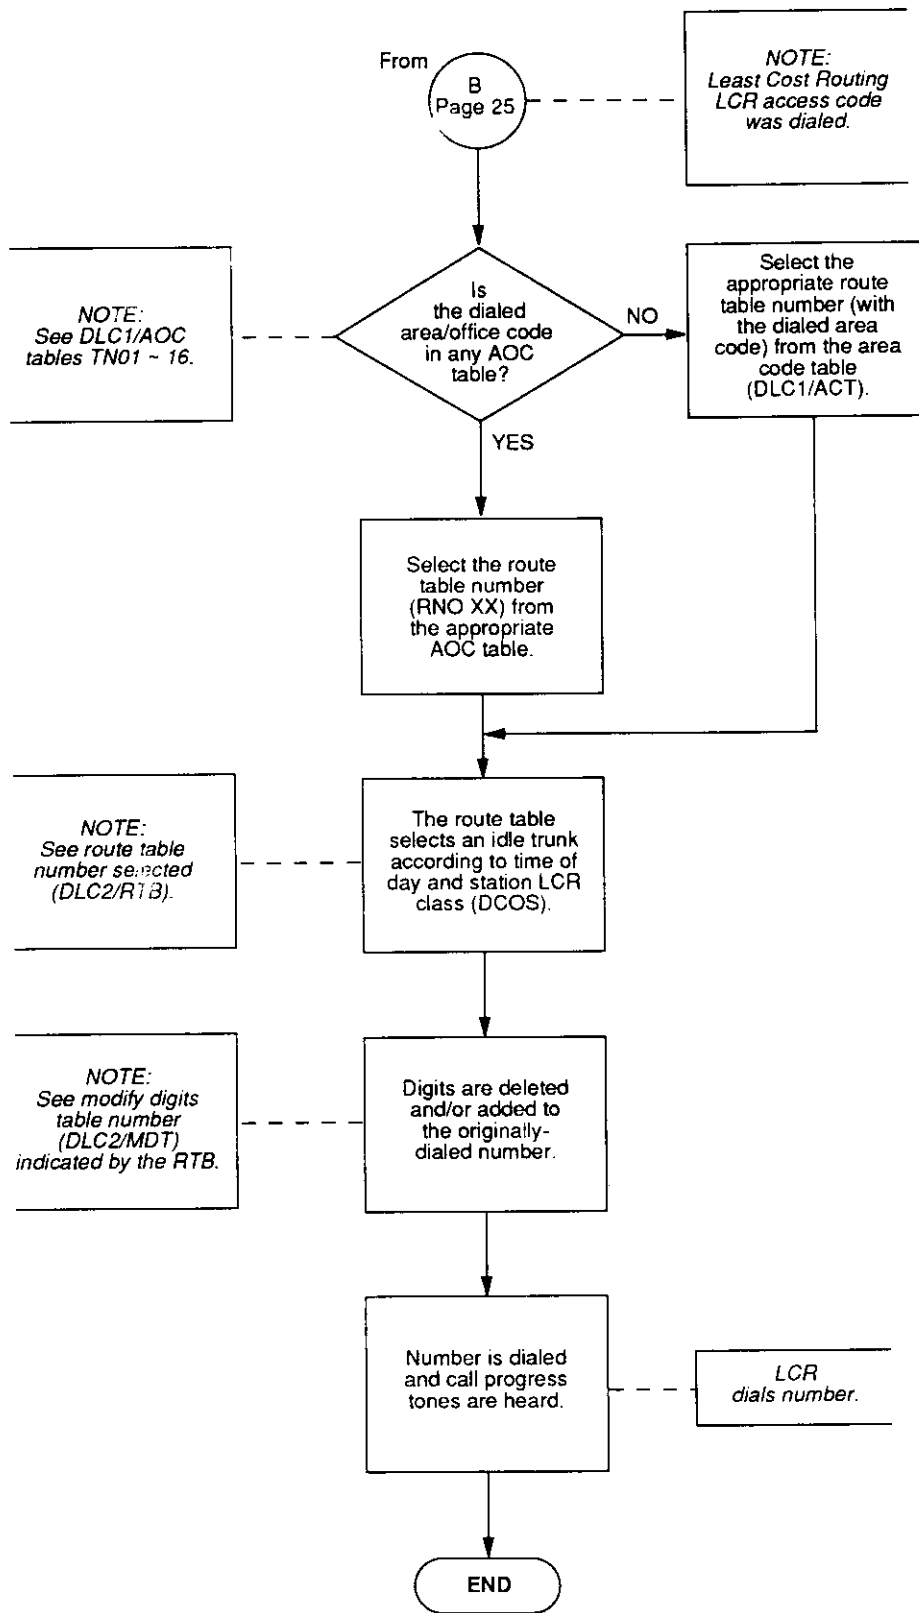 From
B
Page 25
NOTE:
Least Cost Routing
LCR access code
was dialed.
NOTE:
See DLC1/AOC
tables TN01 ~ 16.
Is
the dialed
area/office code
in any AOC
table?
NO
Select the
appropriate route
table number (with
the dialed area
code) from the area
code table
(DLC1/ACT).
YES
Select the route
table number
(RNO XX) from
the appropriate
AOC table.
NOTE:
See route table
number selected
(DLC2/RTB).
The route table
selects an idle trunk
according to time of
day and station LCR
class (DCOS).
NOTE:
See modify digits
table number
(DLC2/MDT)
indicated by the RTB.
Digits are deleted
and/or added to
the originally-
dialed number.
Number is dialed
and call progress
tones are heard.
LCR
dials number.
END